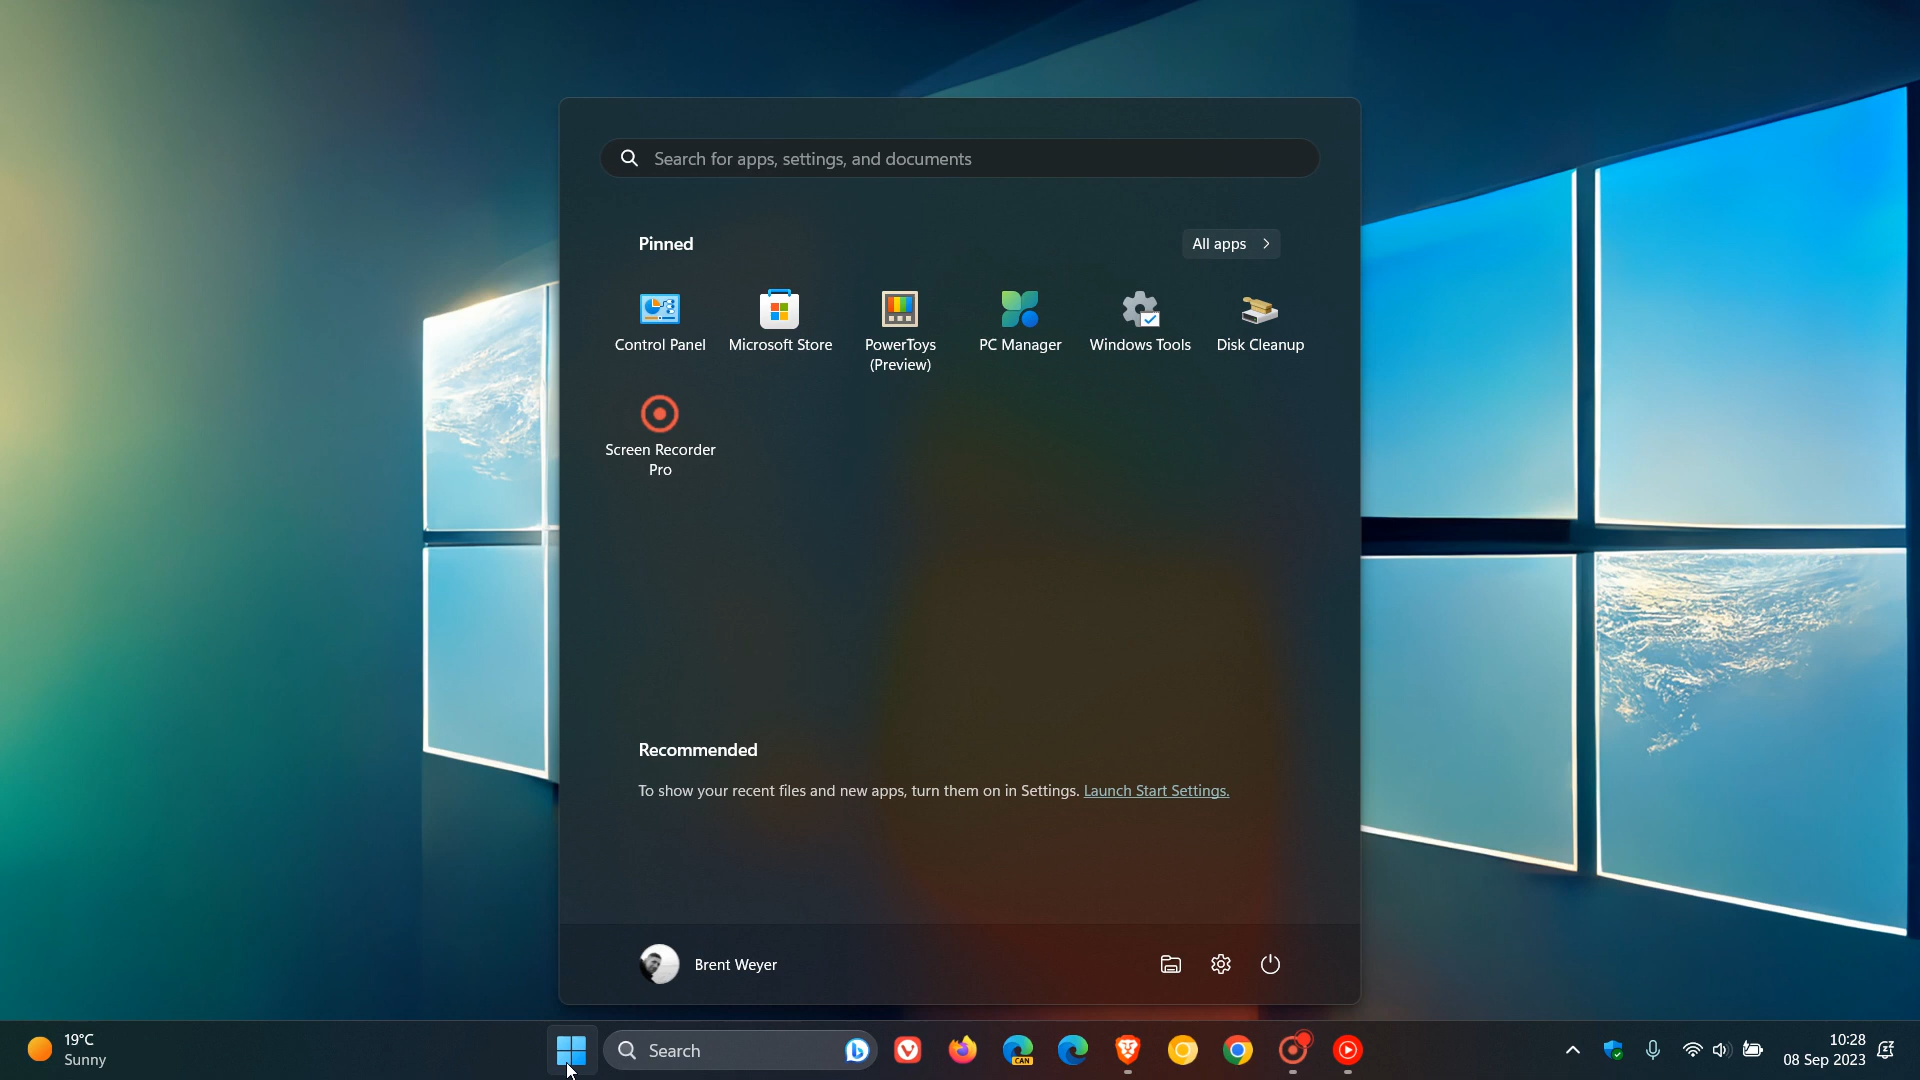 Search for apps, settings, and documents
Pinned
All apps
Control Panel
Microsoft Store
PowerToys
(Preview)
PC Manager
Windows Tools
Disk Cleanup
Screen Recorder
Pro
Recommended
To show your recent files and new apps, turn them on in Settings. Launch Start Settings.
Brent Weyer
19°C
Sunny
Search
CAN
10:28
08 Sep 2023